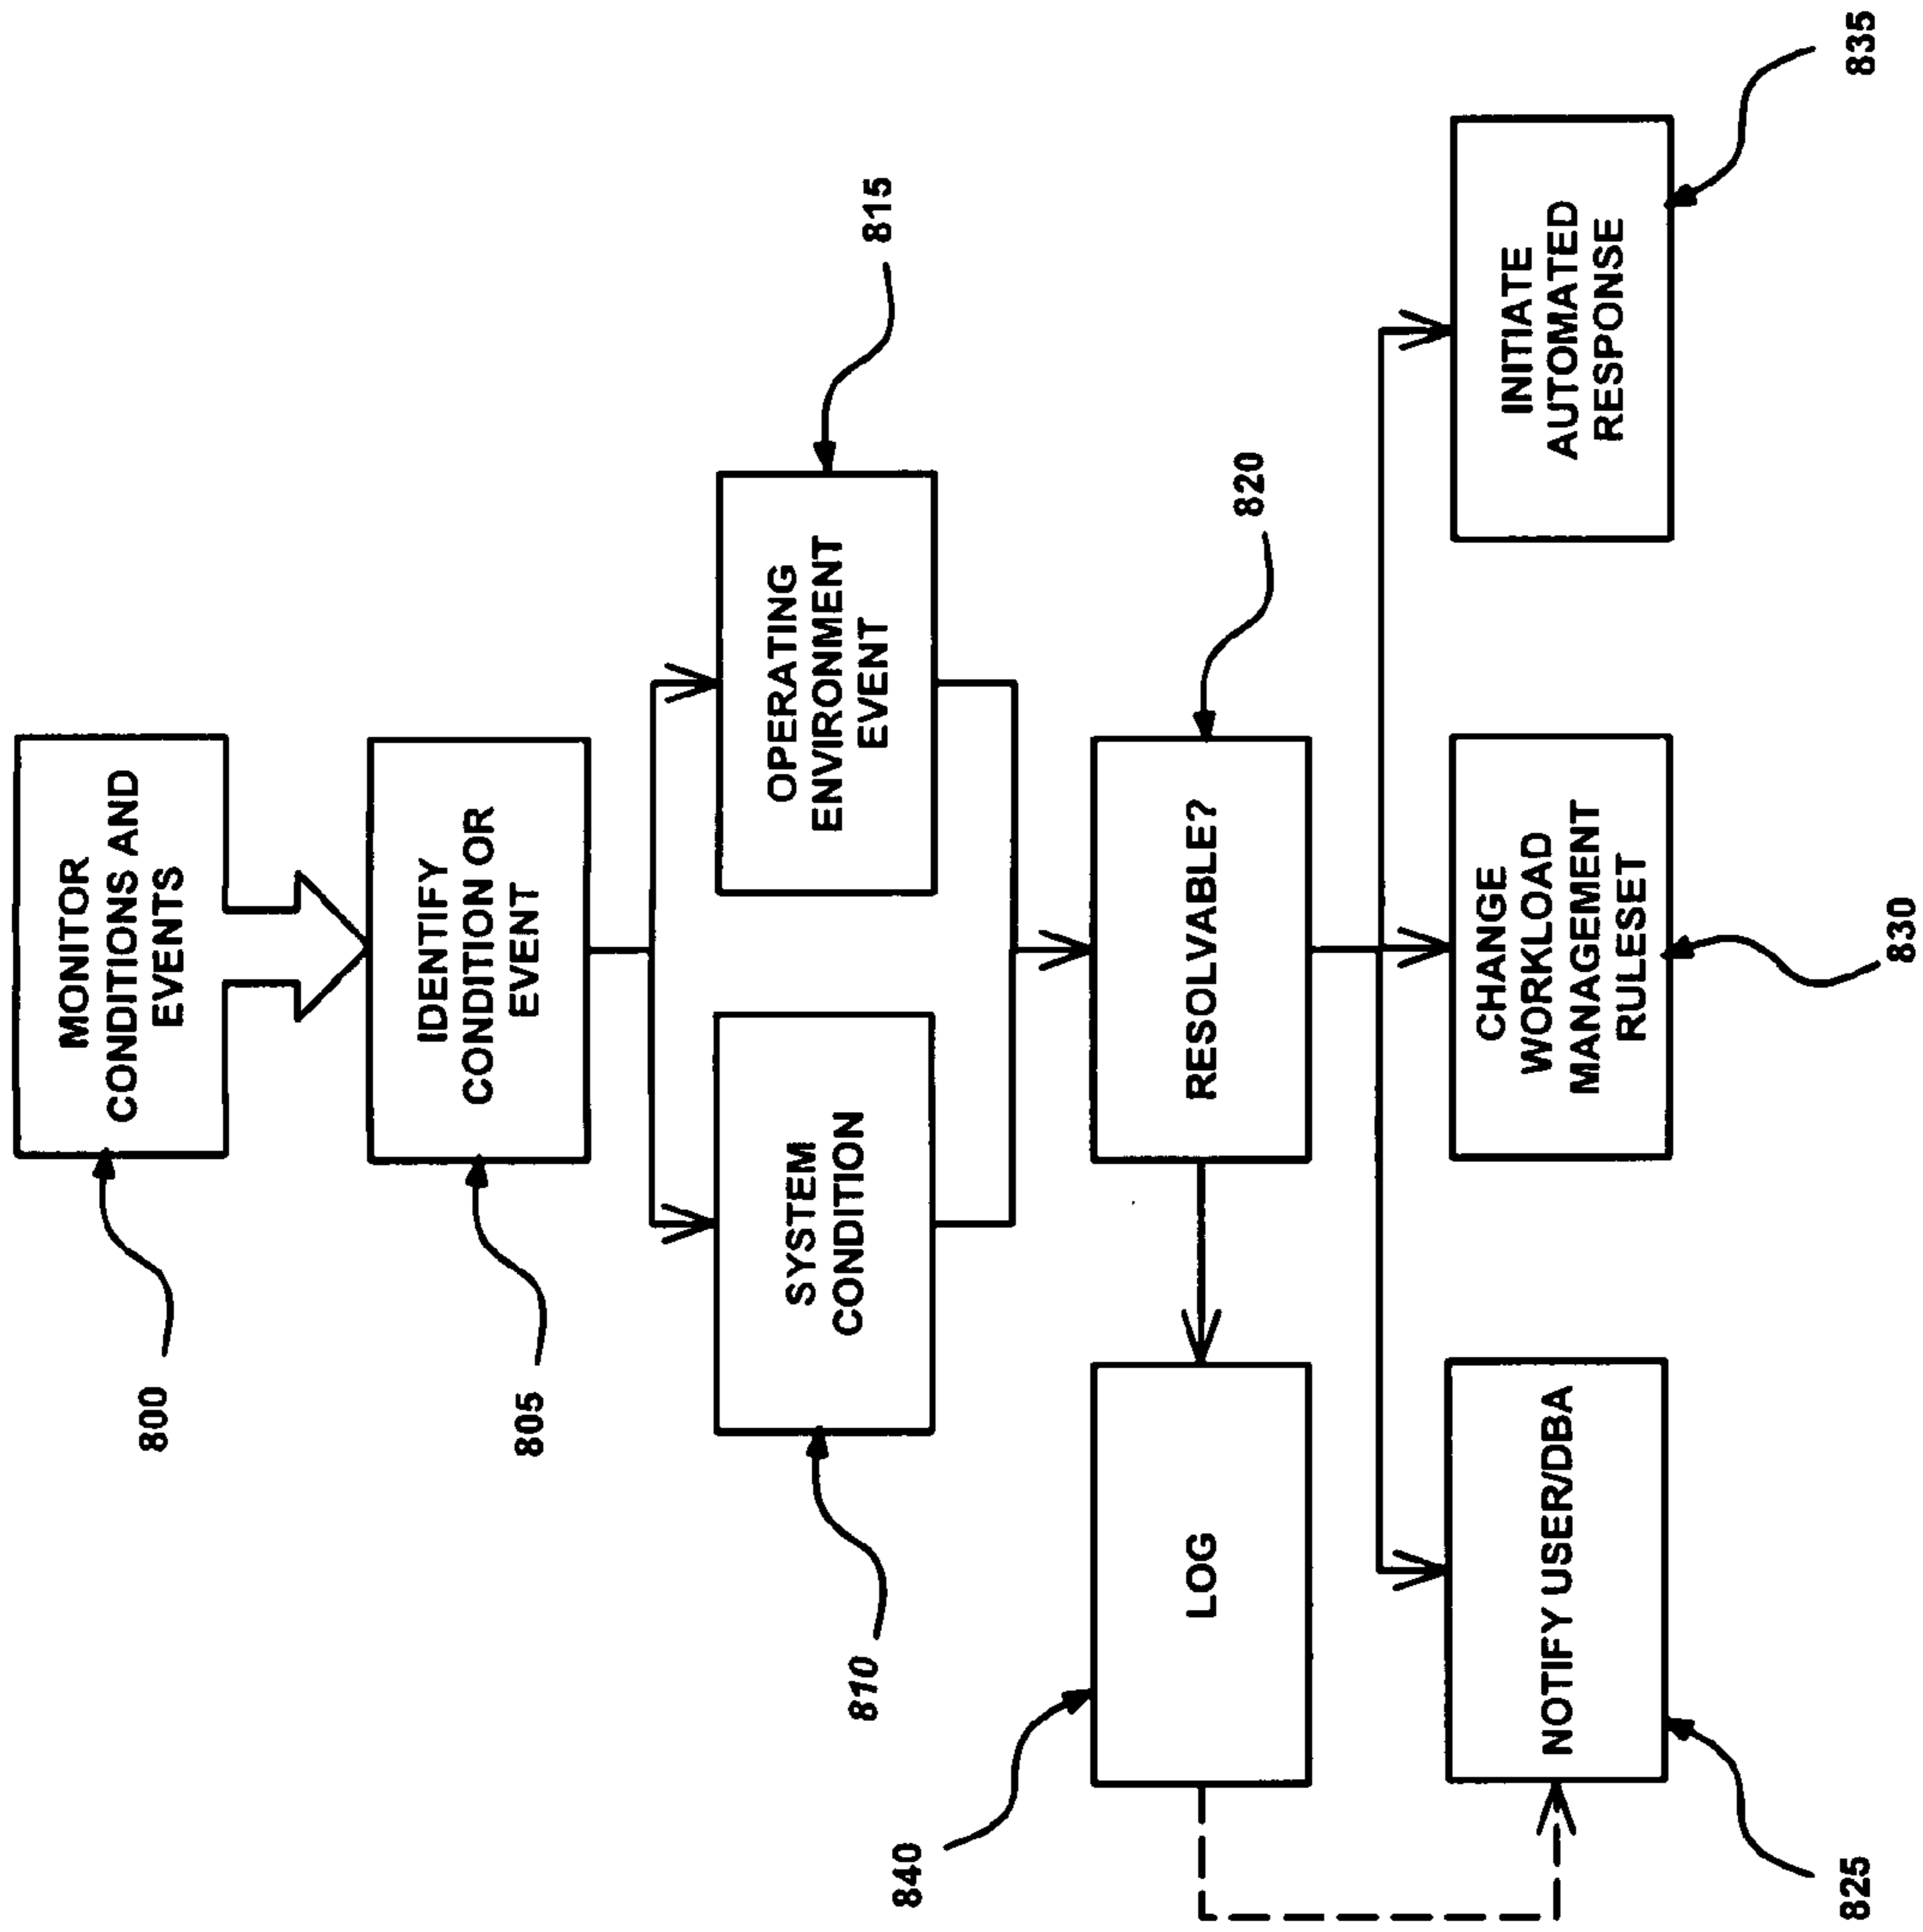 800
MONITOR
CONDITIONS AND
EVENTS
805
IDENTIFY
CONDITION OR
EVENT
810
SYSTEM
CONDITION
OPERATING
ENVIRONMENT
EVENT
815
840
LOG
RESOLVABLE?
820
825
NOTIFY USER/DBA
CHANGE
WORKLOAD
MANAGEMENT
RULESET
830
INITIATE
AUTOMATED
RESPONSE
835